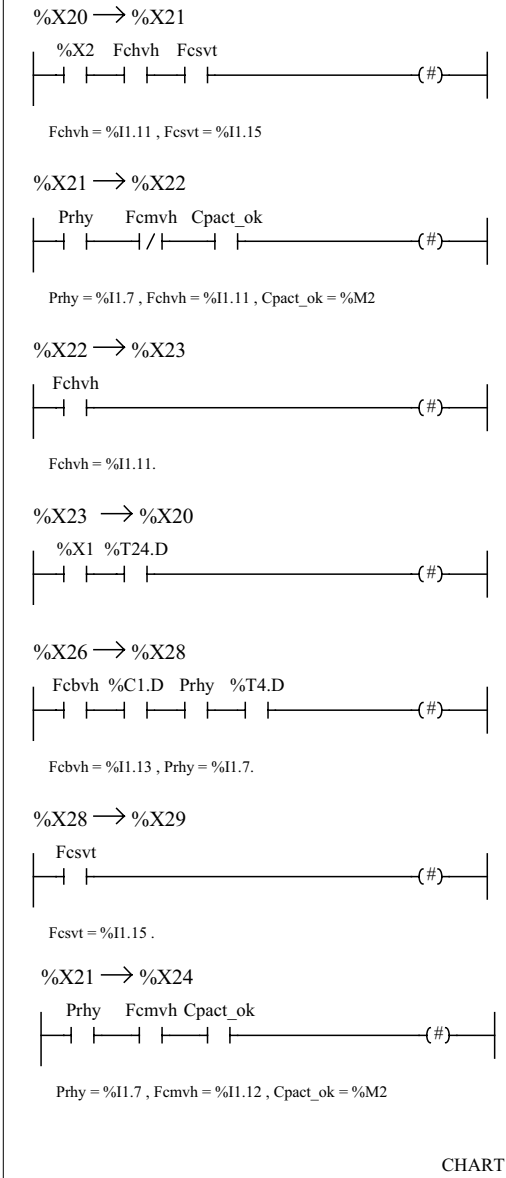 %X20 → %X21
%X2 Fchvh Fcsvt
(#)
Fchvh = %I1.11 , Fcsvt = %I1.15
%X21 → %X22
Prhy Fcmvh Cpact_ok
(#)
Prhy = %I1.7 , Fchvh = %I1.11 , Cpact_ok = %M2
%X22 → %X23
Fchvh
(#)
Fchvh = %I1.11.
%X23 → %X20
%X1 %T24.D
(#)
%X26 → %X28
Fcbvh %C1.D Prhy %T4.D
(#)
Fcbvh = %I1.13 , Prhy = %I1.7.
%X28 → %X29
Fcsvt
(#)
Fcsvt = %I1.15 .
%X21 → %X24
Prhy Fcmvh Cpact_ok
(#)
Prhy = %I1.7 , Fcmvh = %I1.12 , Cpact_ok = %M2
CHART